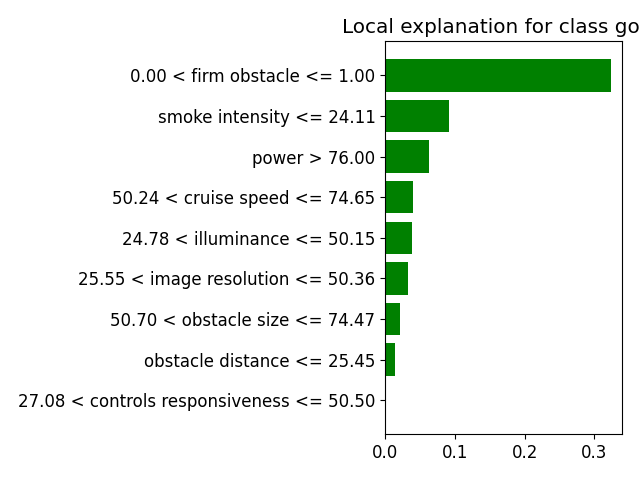 Local explanation for class go
0.00 < firm obstacle <= 1.00
smoke intensity <= 24.11
power > 76.00
50.24 < cruise speed <= 74.65
24.78 < illuminance <= 50.15
25.55 < image resolution <= 50.36
50.70 < obstacle size <= 74.47
obstacle distance <= 25.45
27.08 < controls responsiveness <= 50.50
0.0 0.1 0.2 0.3